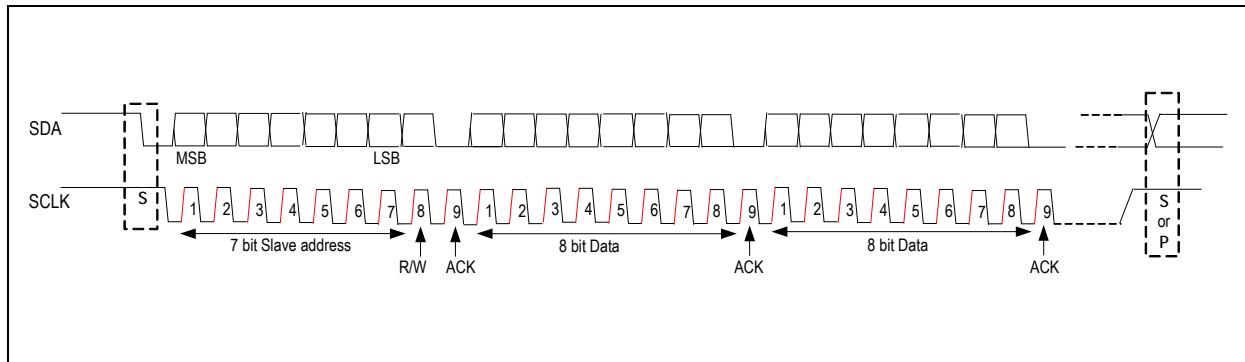 SDA
MSB LSB
SCLK S 1 2 3 4 5 6 7 8 9 1 2 3 4 5 6 7 8 9 1 2 3 4 5 6 7 8 9 S
or
P
7 bit Slave address 8 bit Data 8 bit Data
R/W ACK ACK ACK